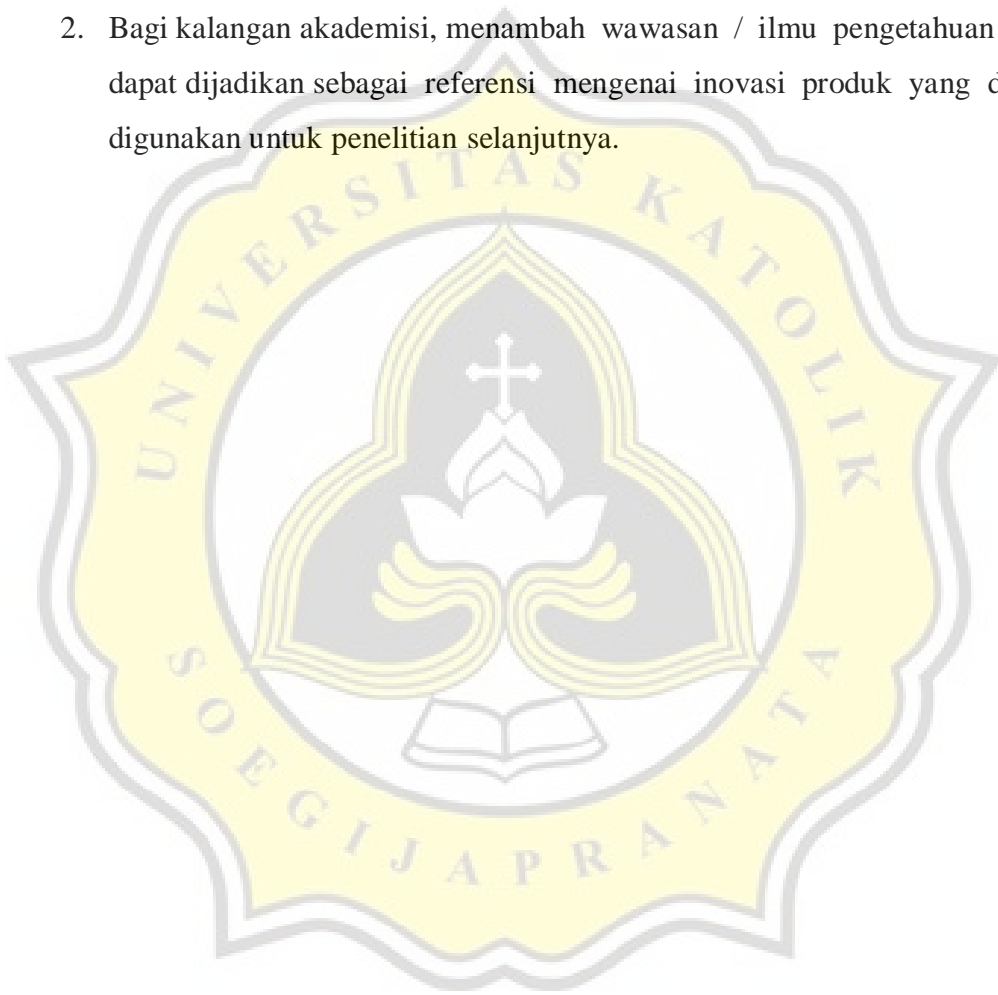 2. Bagi kalangan akademisi, menambah wawasan / ilmu pengetahuan
dapat dijadikan sebagai referensi mengenai inovasi produk yang
digunakan untuk penelitian selanjutnya.
UNIVERSITAS KATOLIK
SOEGIJAPRANATA